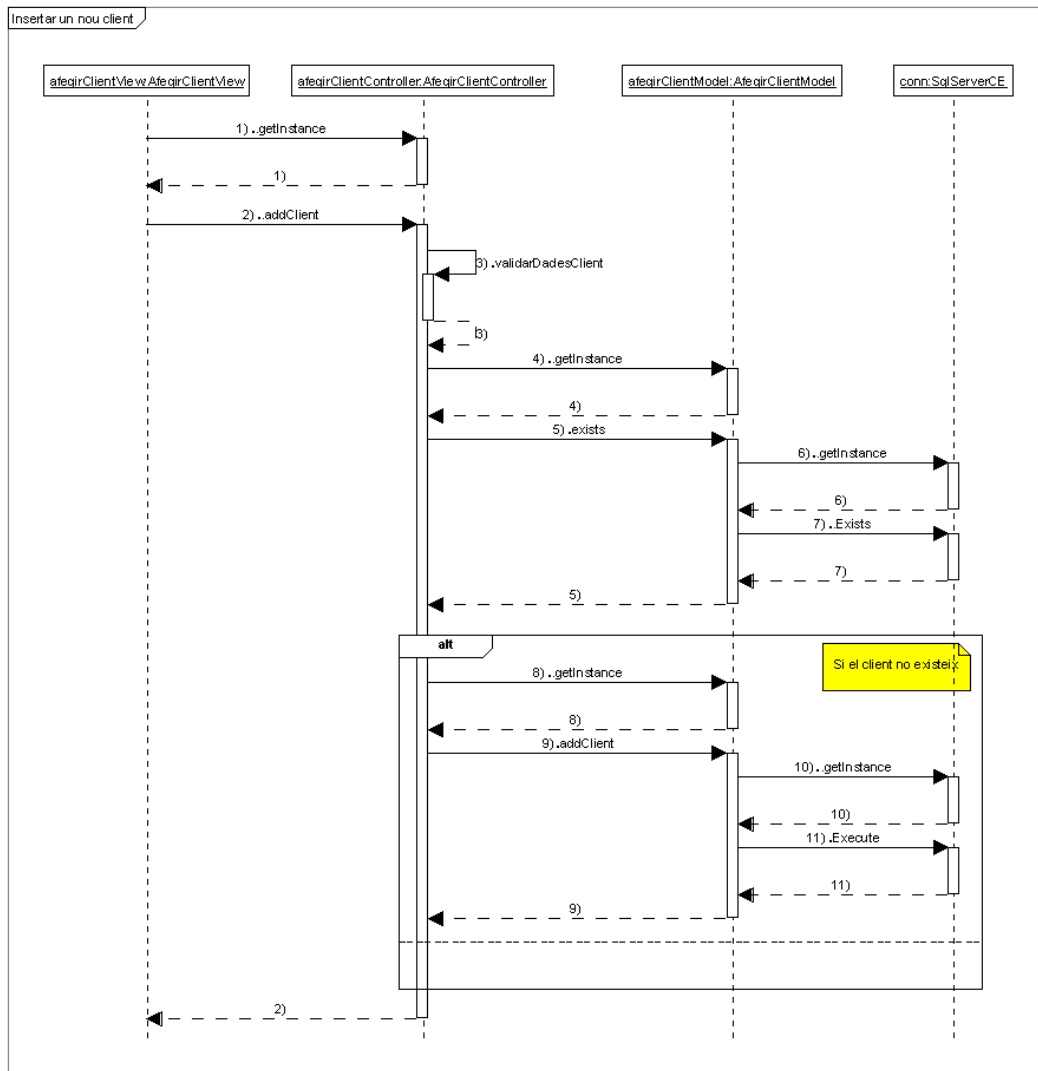 Insertar un nou client
afegirClientView:AfegirClientView
afegirClientController:AfegirClientController
afegirClientModel:AfegirClientModel
conn:SqlServerCE
1)..getInstance
1)
2)..addClient
3).validarDadesClient
3)
4)..getInstance
4)
5).exists
6)..getInstance
6)
7)..Exists
7)
5)
alt
Si el client no existeix
8)..getInstance
8)
9).addClient
10)..getInstance
10)
11).Execute
11)
9)
2)